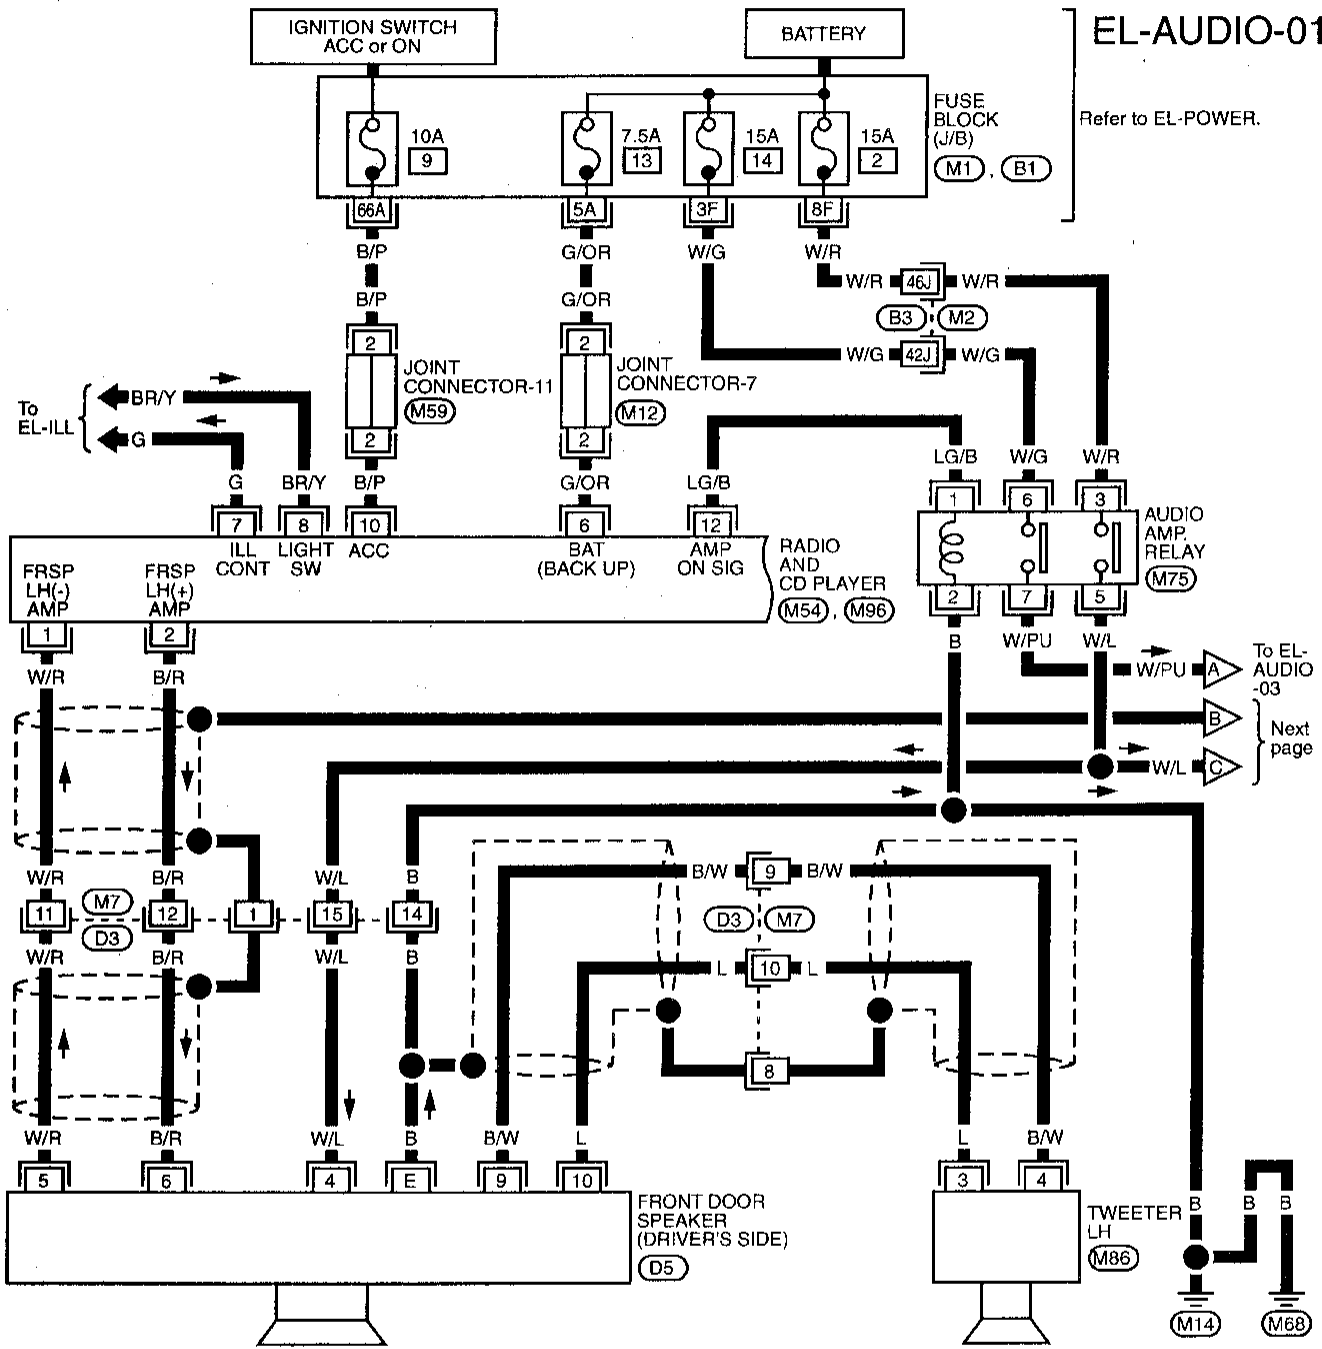 IGNITION SWITCH
ACC or ON
BATTERY
EL-AUDIO-01
Refer to EL-POWER.
FUSE
BLOCK
(J/B)
M1 , B1
10A
9
7.5A
13
15A
14
15A
2
66A
5A
3F
8F
B/P
G/OR
W/G
W/R
W/R 46J W/R
B/P
G/OR
B3 M2
W/G 42J W/G
2
2
JOINT
CONNECTOR-11
M59
JOINT
CONNECTOR-7
M12
2
2
To
EL-ILL
BR/Y
G
G
BR/Y
B/P
G/OR
LG/B
LG/B
W/G
W/R
7
8
10
6
12
1
6
3
ILL
CONT
LIGHT
SW
ACC
BAT
(BACK UP)
AMP
ON SIG
RADIO
AND
CD PLAYER
M54 , M96
AUDIO
AMP.
RELAY
M75
FRSP
LH(-)
AMP
FRSP
LH(+)
AMP
1
2
2
7
5
W/R
B/R
B
W/PU
W/L
W/PU A
To EL-
AUDIO
-03
B
Next
page
W/L C
W/R
B/R
W/L
B
B/W 9 B/W
11
M7
D3
12
1
15
14
D3 M7
W/R
B/R
W/L
B
L 10 L
8
W/R
B/R
W/L
B
B/W
L
L
B/W
5
6
4
E
9
10
3
4
FRONT DOOR
SPEAKER
(DRIVER'S SIDE)
D5
TWEETER
LH
M86
B
B
B
M14
M68